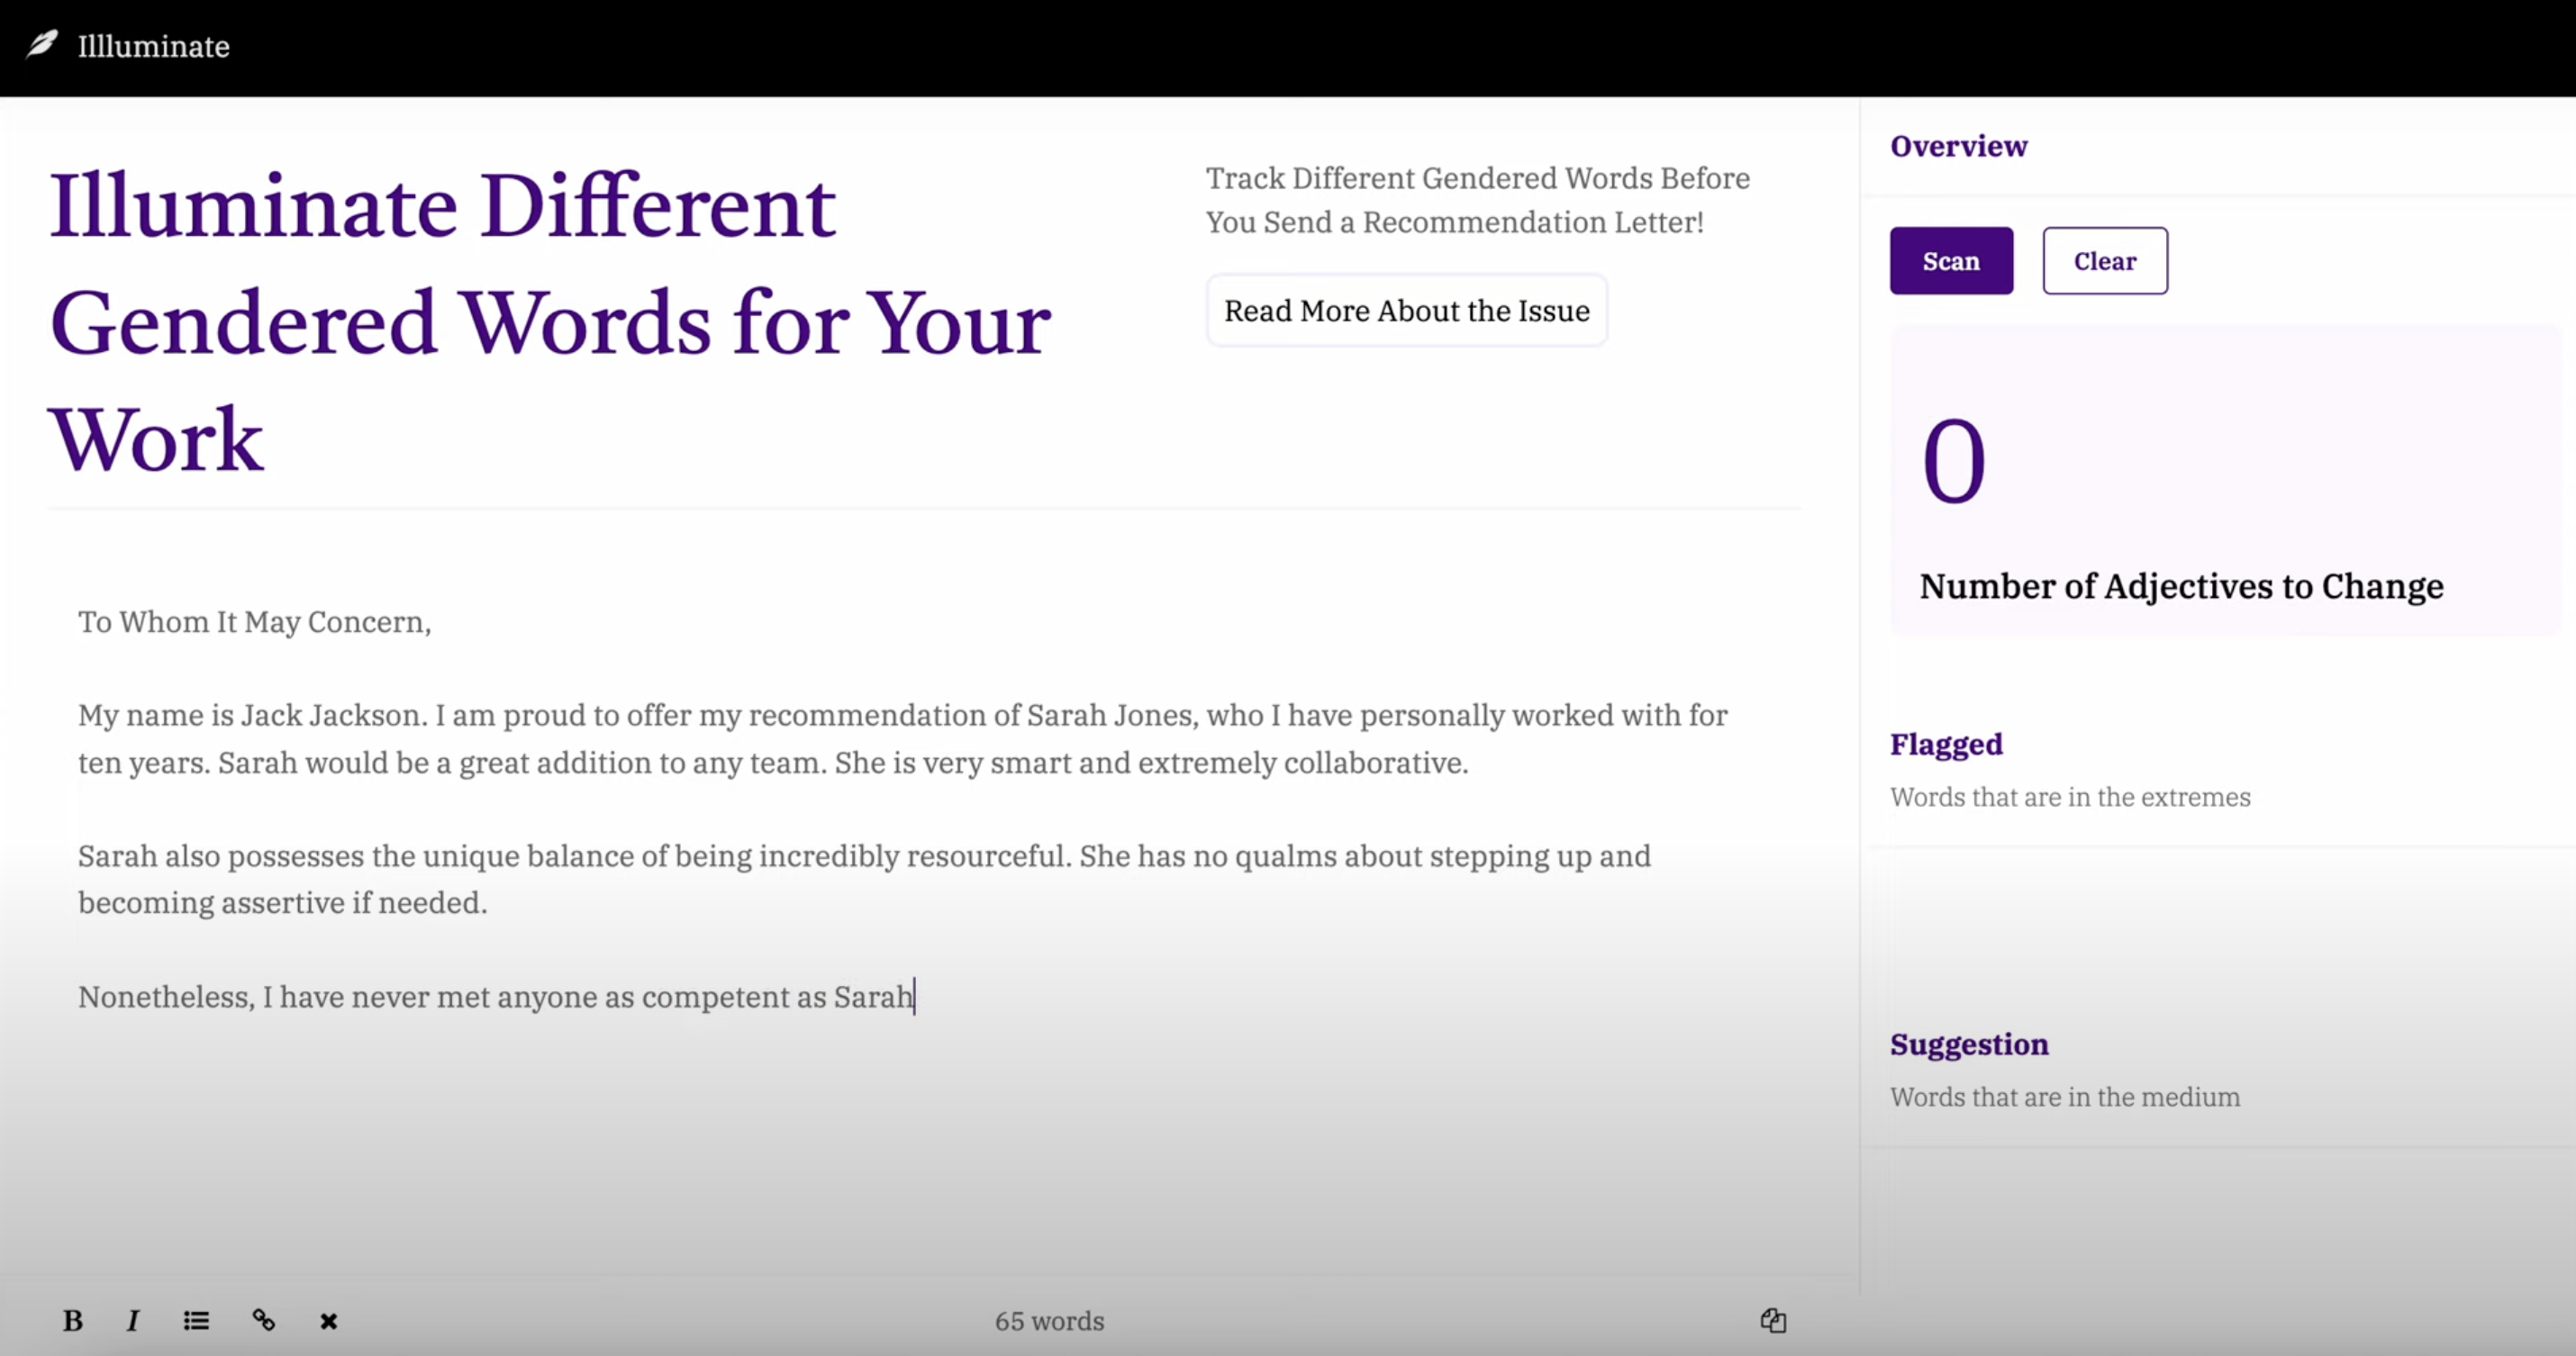 Illluminate
Illuminate Different
Gendered Words for Your
Work
Track Different Gendered Words Before
You Send a Recommendation Letter!
Read More About the Issue
To Whom It May Concern,
My name is Jack Jackson. I am proud to offer my recommendation of Sarah Jones, who I have personally worked with for
ten years. Sarah would be a great addition to any team. She is very smart and extremely collaborative.
Sarah also possesses the unique balance of being incredibly resourceful. She has no qualms about stepping up and
becoming assertive if needed.
Nonetheless, I have never met anyone as competent as Sarah
B I
65 words
Overview
Scan Clear
0
Number of Adjectives to Change
Flagged
Words that are in the extremes
Suggestion
Words that are in the medium